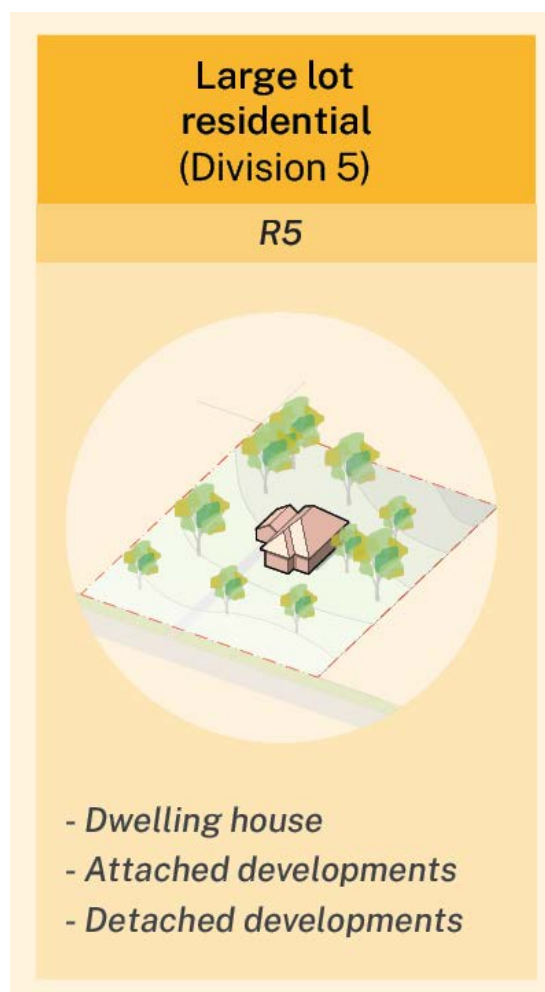 Large lot
residential
(Division 5)
R5
- Dwelling house
- Attached developments
- Detached developments